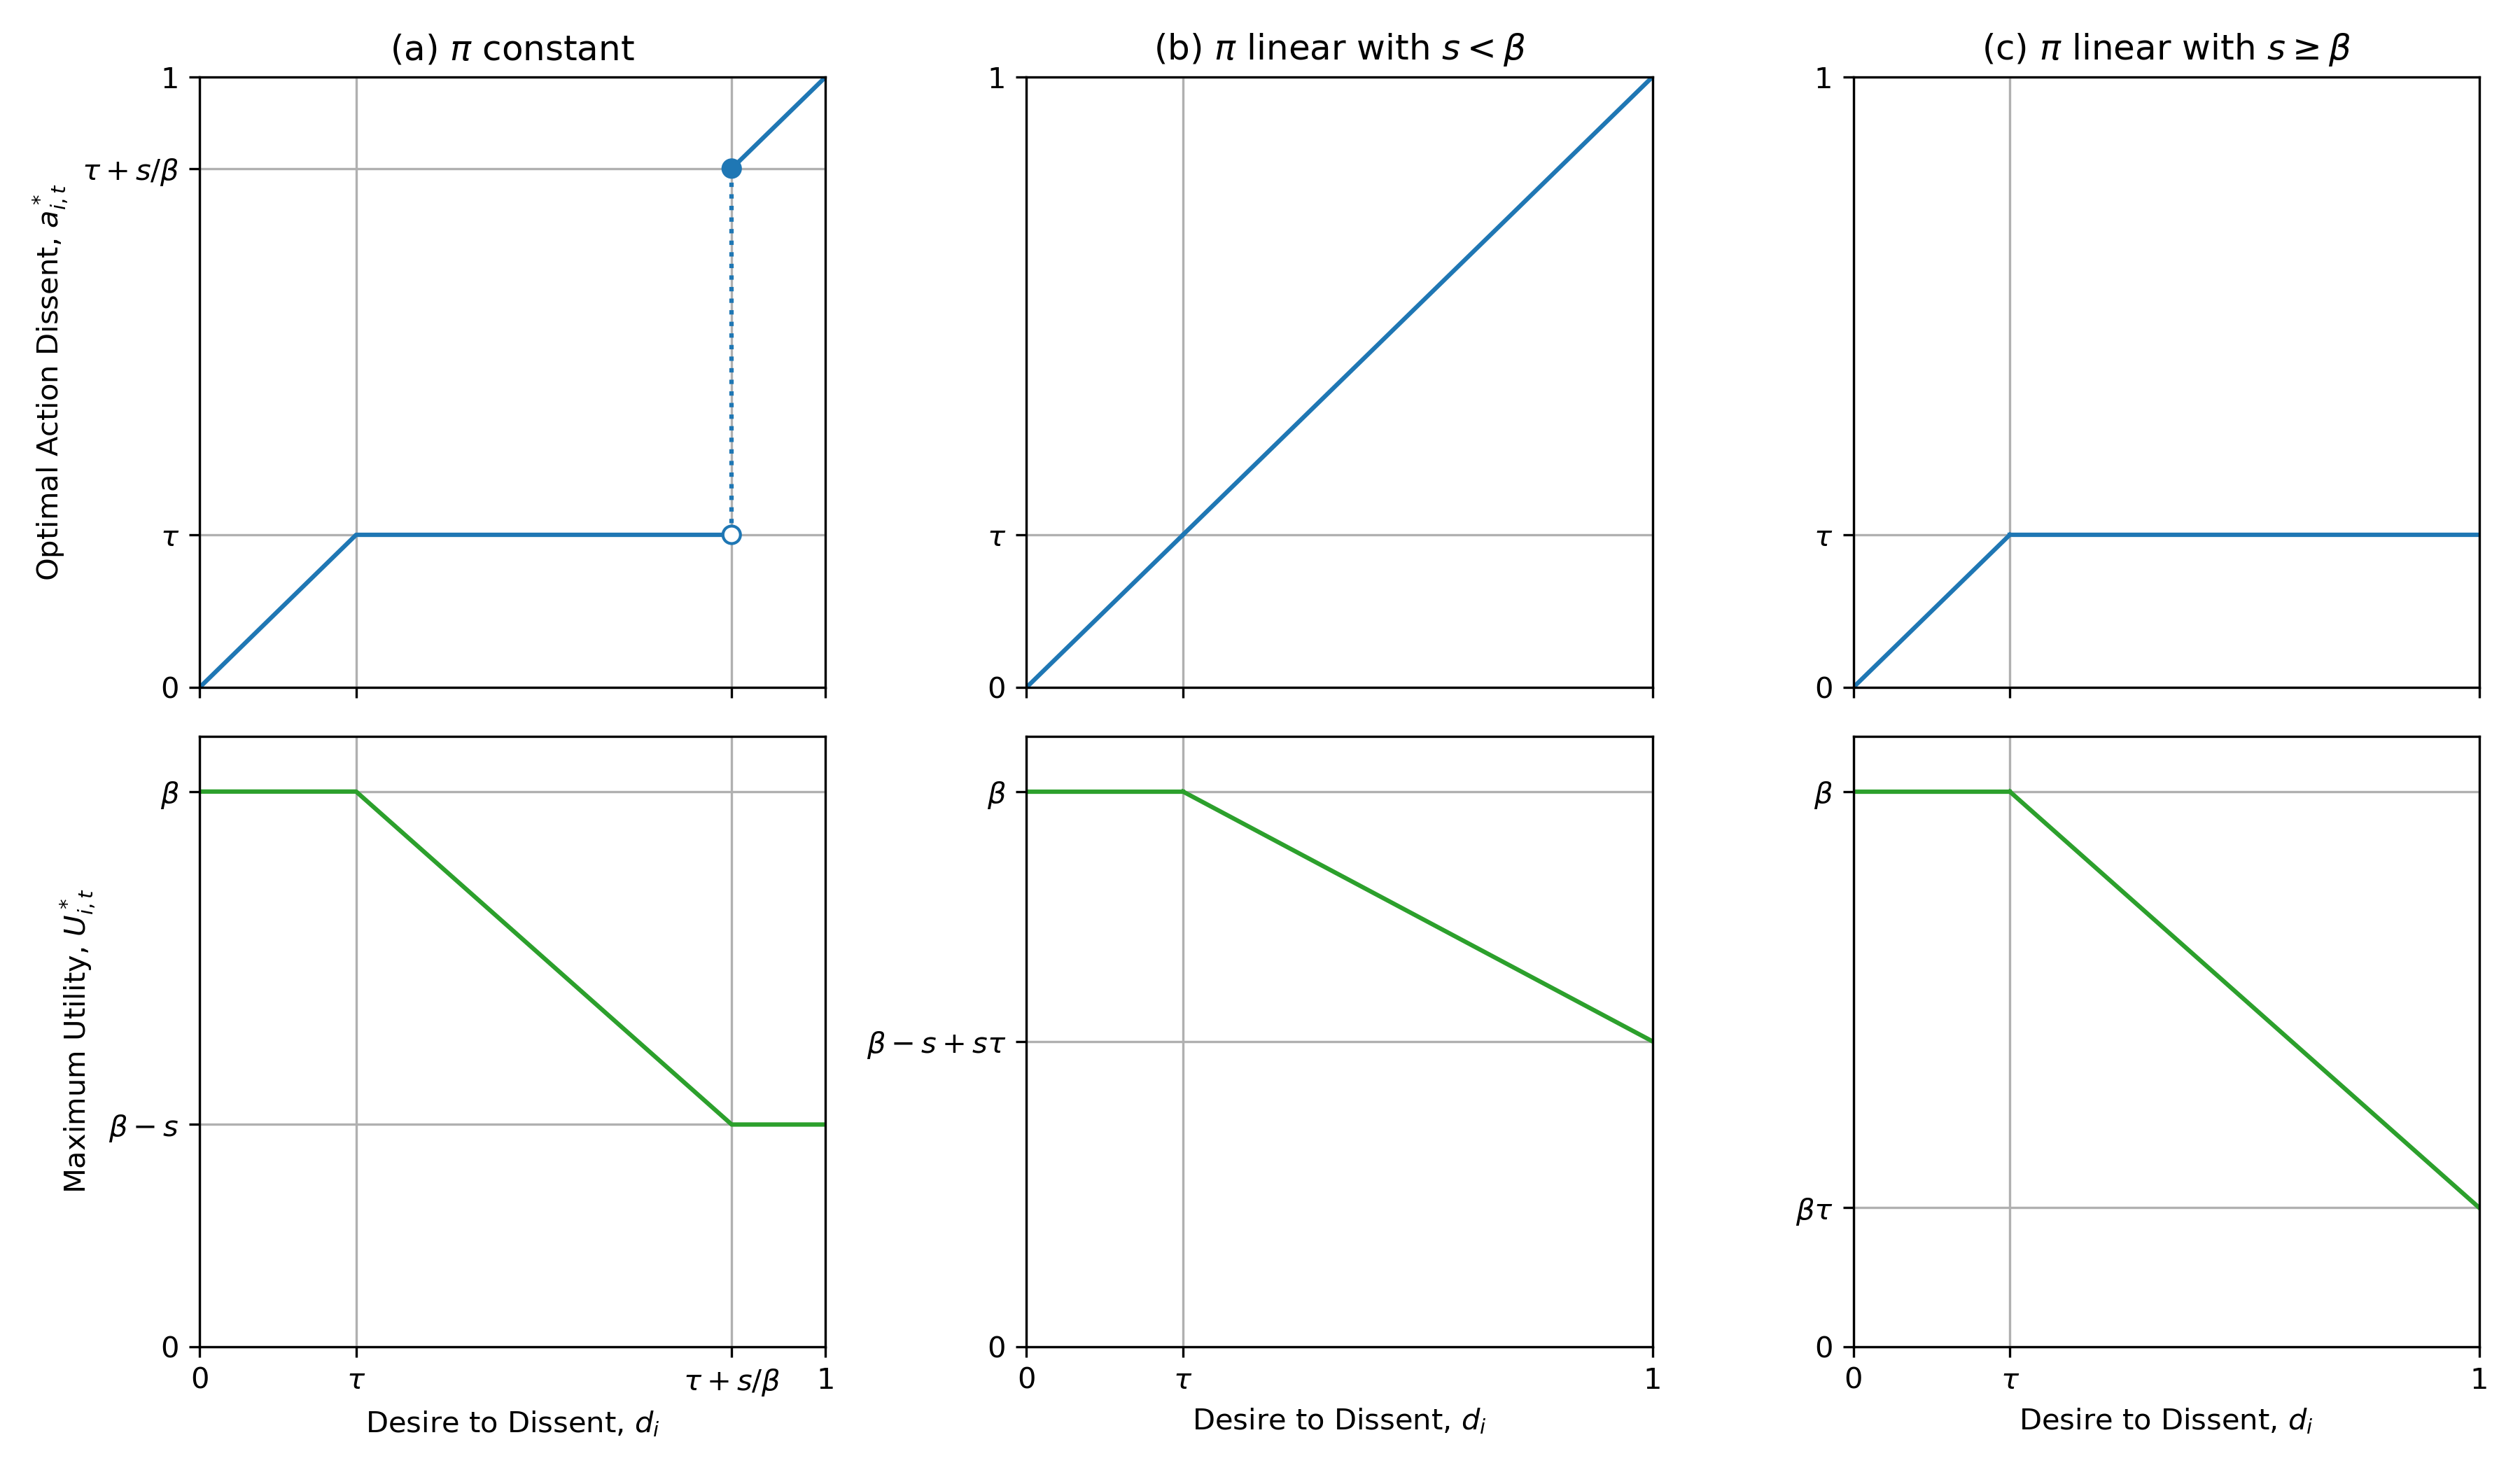 (a) π constant
(b) π linear with s < β
(c) π linear with s ≥ β
Optimal Action Dissent, a*i,t
1
τ + s/β
τ
0
1
τ
0
1
τ
0
Maximum Utility, U*i,t
β
β − s
0
β
β − s + sτ
0
β
βτ
0
0 τ τ + s/β 1
0 τ 1
0 τ 1
Desire to Dissent, di
Desire to Dissent, di
Desire to Dissent, di